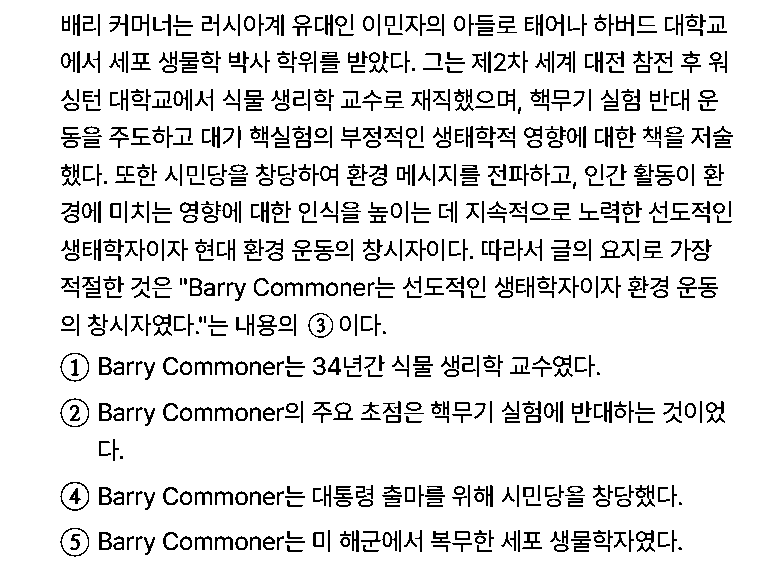 배리 커머너는 러시아계 유대인 이민자의 아들로 태어나 하버드 대학교
에서 세포 생물학 박사 학위를 받았다. 그는 제2차 세계 대전 참전 후 워
싱턴 대학교에서 식물 생리학 교수로 재직했으며, 핵무기 실험 반대 운
동을 주도하고 대기 핵실험의 부정적인 생태학적 영향에 대한 책을 저술
했다. 또한 시민당을 창당하여 환경 메시지를 전파하고, 인간 활동이 환
경에 미치는 영향에 대한 인식을 높이는 데 지속적으로 노력한 선도적인
생태학자이자 현대 환경 운동의 창시자이다. 따라서 글의 요지로 가장
적절한 것은 "Barry Commoner는 선도적인 생태학자이자 환경 운동
의 창시자였다."는 내용의 ③이다.
① Barry Commoner는 34년간 식물 생리학 교수였다.
② Barry Commoner의 주요 초점은 핵무기 실험에 반대하는 것이었
다.
④ Barry Commoner는 대통령 출마를 위해 시민당을 창당했다.
⑤ Barry Commoner는 미 해군에서 복무한 세포 생물학자였다.